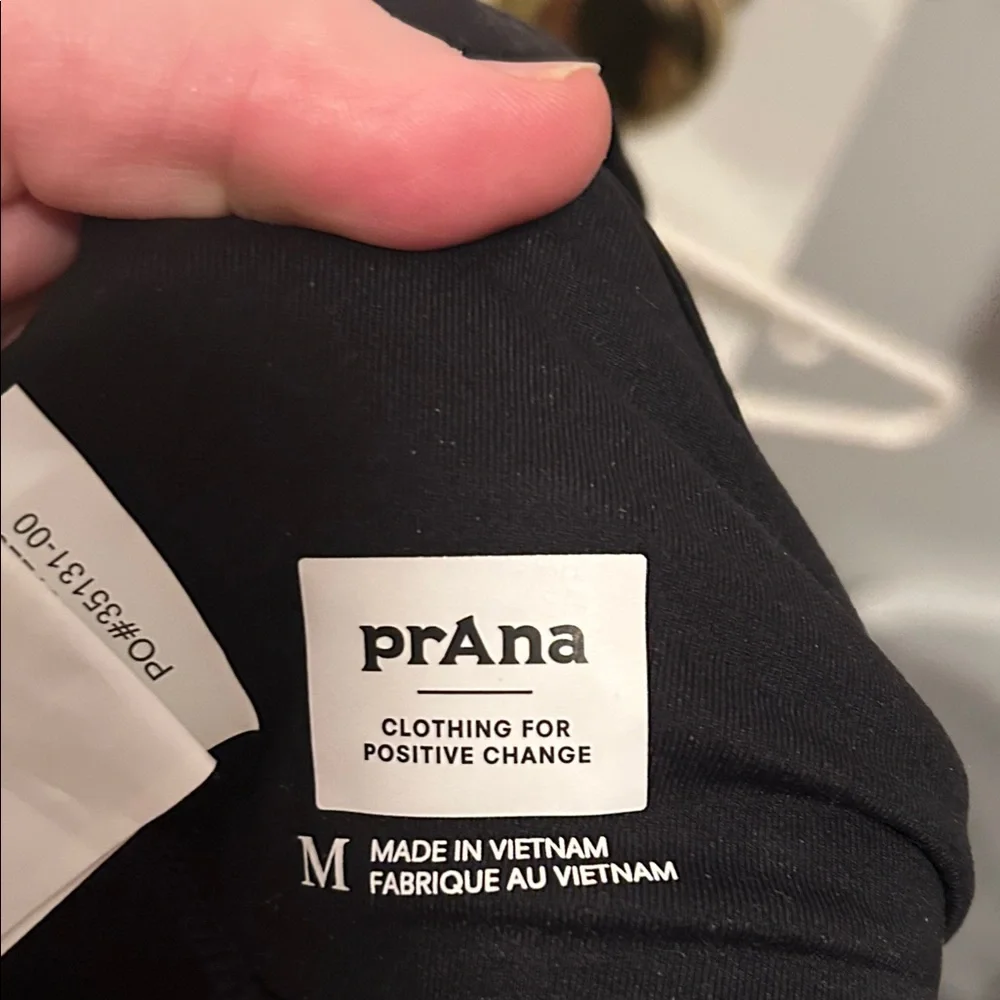 PO#35131-00
prAna
CLOTHING FOR
POSITIVE CHANGE
M MADE IN VIETNAM
FABRIQUE AU VIETNAM